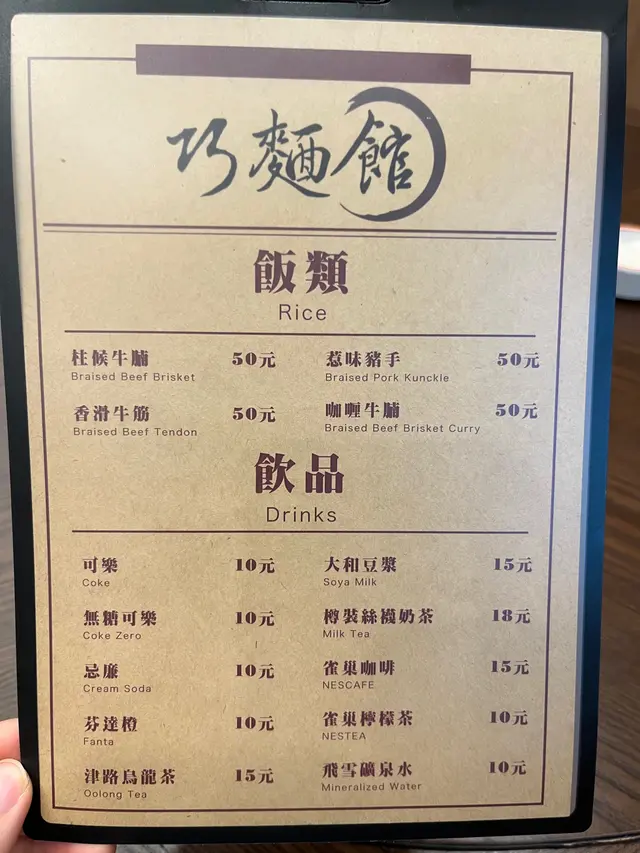 巧麵館
飯類
Rice
柱候牛腩 50元
Braised Beef Brisket
惹味豬手 50元
Braised Pork Kunckle
香滑牛筋 50元
Braised Beef Tendon
咖喱牛腩 50元
Braised Beef Brisket Curry
飲品
Drinks
可樂 10元
Coke
大和豆漿 15元
Soya Milk
無糖可樂 10元
Coke Zero
樽裝絲襪奶茶 18元
Milk Tea
忌廉 10元
Cream Soda
雀巢咖啡 15元
NESCAFE
芬達橙 10元
Fanta
雀巢檸檬茶 10元
NESTEA
津路烏龍茶 15元
Oolong Tea
飛雪礦泉水 10元
Mineralized Water